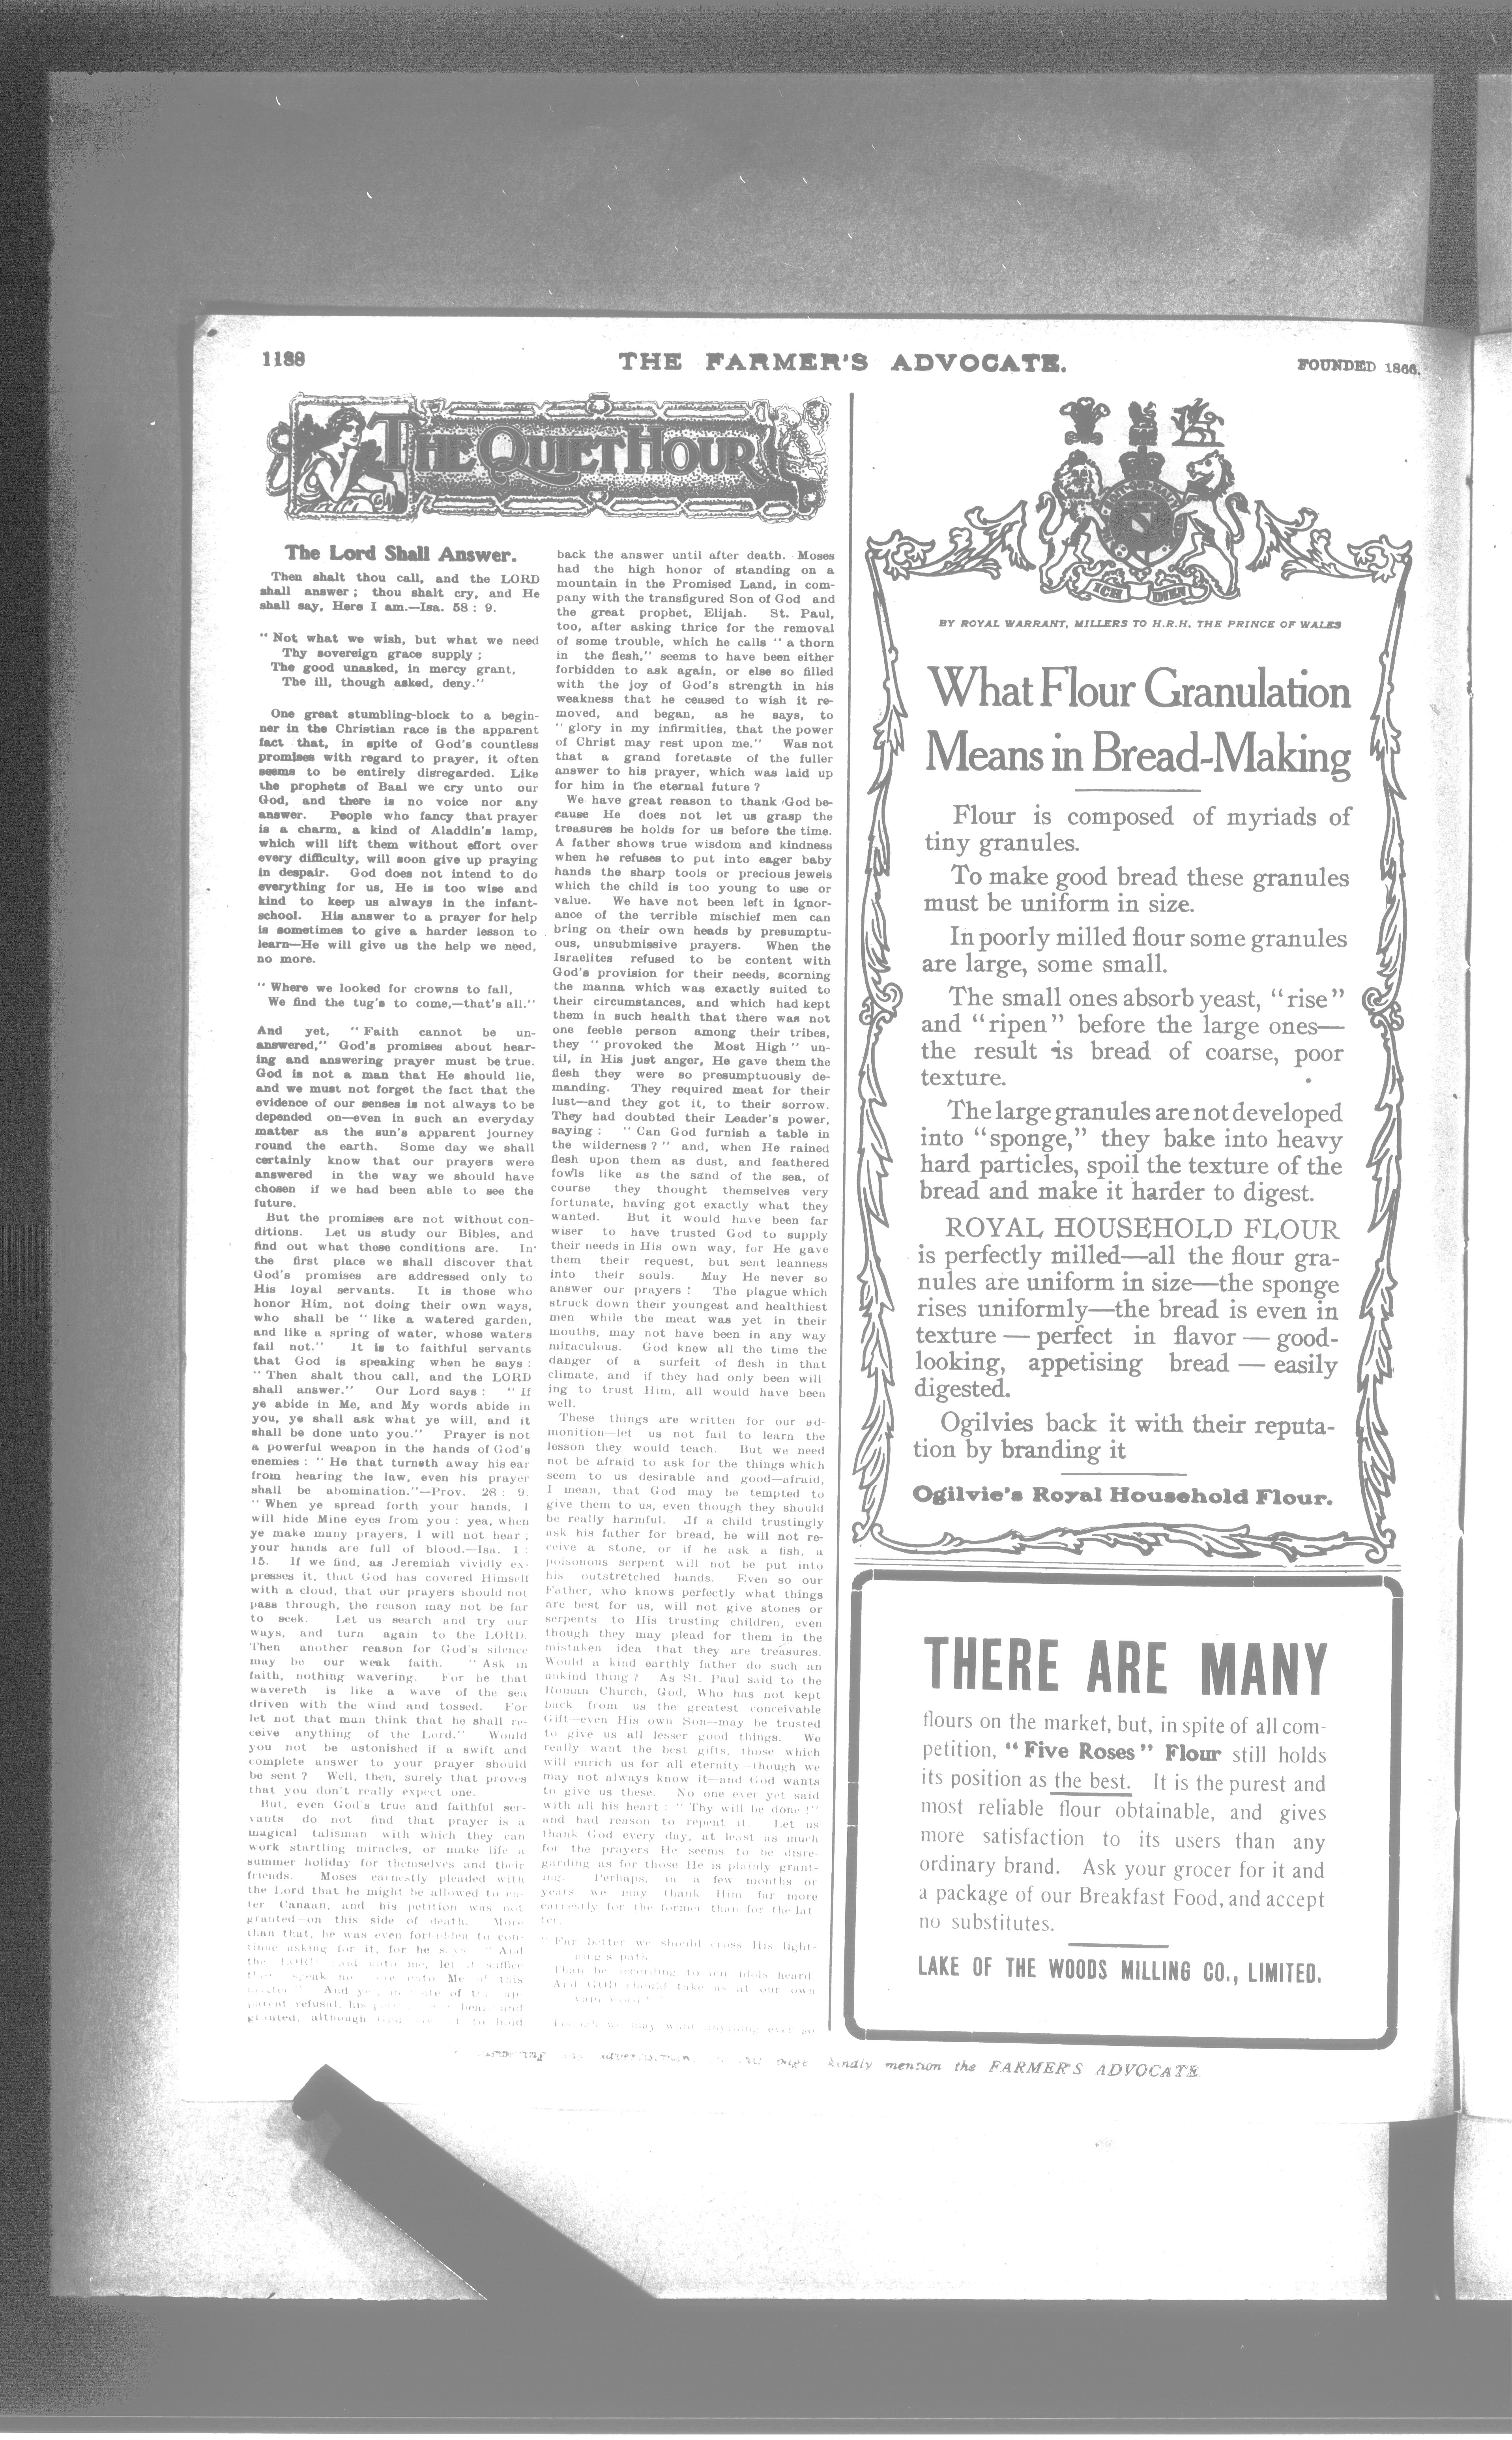 1188
THE FARMER'S ADVOCATE.
FOUNDED 1866.
THE QUIET HOUR
The Lord Shall Answer.
Then shalt thou call, and the LORD
shall answer ; thou shalt cry, and He
shall say, Here I am.—Isa. 58 : 9.
" Not what we wish, but what we need
Thy sovereign grace supply ;
The good unasked, in mercy grant,
The ill, though asked, deny."
One great stumbling-block to a begin-
ner in the Christian race is the apparent
fact that, in spite of God's countless
promises with regard to prayer, it often
seems to be entirely disregarded. Like
the prophets of Baal we cry unto our
God, and there is no voice nor any
answer. People who fancy that prayer
is a charm, a kind of Aladdin's lamp,
which will lift them without effort over
every difficulty, will soon give up praying
in despair. God does not intend to do
everything for us, He is too wise and
kind to keep us always in the infant-
school. His answer to a prayer for help
is sometimes to give a harder lesson to
learn—He will give us the help we need,
no more.
" Where we looked for crowns to fall,
We find the tug's to come,—that's all."
And yet, " Faith cannot be un-
answered," God's promises about hear-
ing and answering prayer must be true.
God is not a man that He should lie,
and we must not forget the fact that the
evidence of our senses is not always to be
depended on—even in such an everyday
matter as the sun's apparent journey
round the earth. Some day we shall
certainly know that our prayers were
answered in the way we should have
chosen if we had been able to see the
future.
But the promises are not without con-
ditions. Let us study our Bibles, and
find out what these conditions are. In
the first place we shall discover that
God's promises are addressed only to
His loyal servants. It is those who
honor Him, not doing their own ways,
who shall be " like a watered garden,
and like a spring of water, whose waters
fail not." It is to faithful servants
that God is speaking when he says :
" Then shalt thou call, and the LORD
shall answer." Our Lord says : " If
ye abide in Me, and My words abide in
you, ye shall ask what ye will, and it
shall be done unto you." Prayer is not
a powerful weapon in the hands of God's
enemies : " He that turneth away his ear
from hearing the law, even his prayer
shall be abomination."—Prov. 28 : 9.
" When ye spread forth your hands, I
will hide Mine eyes from you : yea, when
ye make many prayers, I will not hear ;
your hands are full of blood.—Isa. 1 :
15. If we find, as Jeremiah vividly ex-
presses it, that God has covered Himself
with a cloud, that our prayers should not
pass through, the reason may not be far
to seek. Let us search and try our
ways, and turn again to the LORD.
Then another reason for God's silence
may be our weak faith. " Ask in
faith, nothing wavering. For he that
wavereth is like a wave of the sea
driven with the wind and tossed. For
let not that man think that he shall re-
ceive anything of the Lord." Would
you not be astonished if a swift and
complete answer to your prayer should
be sent ? Well, then, surely that proves
that you don't really expect one.
But, even God's true and faithful ser-
vants do not find that prayer is a
magical talisman with which they can
work startling miracles, or make life a
summer holiday for themselves and their
friends. Moses earnestly pleaded with
the Lord that he might be allowed to en-
ter Canaan, and his petition was not
granted—on this side of death. More
than that, he was even forbidden to con-
tinue asking for it, for he says " And
the LORD said unto me, let it suffice
speak no unto Me of this
And of ap-
parent refusal, his hear and
granted, although to hold
back the answer until after death. Moses
had the high honor of standing on a
mountain in the Promised Land, in com-
pany with the transfigured Son of God and
the great prophet, Elijah. St. Paul,
too, after asking thrice for the removal
of some trouble, which he calls " a thorn
in the flesh," seems to have been either
forbidden to ask again, or else so filled
with the joy of God's strength in his
weakness that he ceased to wish it re-
moved, and began, as he says, to
" glory in my infirmities, that the power
of Christ may rest upon me." Was not
that a grand foretaste of the fuller
answer to his prayer, which was laid up
for him in the eternal future ?
We have great reason to thank God be-
cause He does not let us grasp the
treasures he holds for us before the time.
A father shows true wisdom and kindness
when he refuses to put into eager baby
hands the sharp tools or precious jewels
which the child is too young to use or
value. We have not been left in ignor-
ance of the terrible mischief men can
bring on their own heads by presumptu-
ous, unsubmissive prayers. When the
Israelites refused to be content with
God's provision for their needs, scorning
the manna which was exactly suited to
their circumstances, and which had kept
them in such health that there was not
one feeble person among their tribes,
they " provoked the Most High " un-
til, in His just anger, He gave them the
flesh they were so presumptuously de-
manding. They required meat for their
lust—and they got it, to their sorrow.
They had doubted their Leader's power,
saying : " Can God furnish a table in
the wilderness ? " and, when He rained
flesh upon them as dust, and feathered
fowls like as the sand of the sea, of
course they thought themselves very
fortunate, having got exactly what they
wanted. But it would have been far
wiser to have trusted God to supply
their needs in His own way, for He gave
them their request, but sent leanness
into their souls. May He never so
answer our prayers ! The plague which
struck down their youngest and healthiest
men while the meat was yet in their
mouths, may not have been in any way
miraculous. God knew all the time the
danger of a surfeit of flesh in that
climate, and if they had only been will-
ing to trust Him, all would have been
well.
These things are written for our ad-
monition—let us not fail to learn the
lesson they would teach. But we need
not be afraid to ask for the things which
seem to us desirable and good—afraid,
I mean, that God may be tempted to
give them to us, even though they should
be really harmful. If a child trustingly
ask his father for bread, he will not re-
ceive a stone, or if he ask a fish, a
poisonous serpent will not be put into
his outstretched hands. Even so our
Father, who knows perfectly what things
are best for us, will not give stones or
serpents to His trusting children, even
though they may plead for them in the
mistaken idea that they are treasures.
Would a kind earthly father do such an
unkind thing ? As St. Paul said to the
Roman Church, God, Who has not kept
back from us the greatest conceivable
Gift—even His own Son—may be trusted
to give us all lesser good things. We
really want the best gifts, those which
will enrich us for all eternity—though we
may not always know it—and God wants
to give us these. No one ever yet said
with all his heart : " Thy will be done !"
and had reason to repent it. Let us
thank God every day, at least as much
for the prayers He seems to be disre-
garding as for those He is plainly grant-
ing. Perhaps, in a few months or
years we may thank Him far more
earnestly for the former than for the lat-
ter.
" Far better we should cross His light-
ning's path
Than be according to our idols heard,
And GOD should take us at our own
vain word "
Though we may want anything ever so
BY ROYAL WARRANT, MILLERS TO H.R.H. THE PRINCE OF WALES
ICH DIEN
What Flour Granulation
Means in Bread-Making
Flour is composed of myriads of
tiny granules.
To make good bread these granules
must be uniform in size.
In poorly milled flour some granules
are large, some small.
The small ones absorb yeast, "rise"
and "ripen" before the large ones—
the result is bread of coarse, poor
texture.
The large granules are not developed
into "sponge," they bake into heavy
hard particles, spoil the texture of the
bread and make it harder to digest.
ROYAL HOUSEHOLD FLOUR
is perfectly milled—all the flour gra-
nules are uniform in size—the sponge
rises uniformly—the bread is even in
texture — perfect in flavor — good-
looking, appetising bread — easily
digested.
Ogilvies back it with their reputa-
tion by branding it
Ogilvie's Royal Household Flour.
THERE ARE MANY
flours on the market, but, in spite of all com-
petition, "Five Roses" Flour still holds
its position as the best. It is the purest and
most reliable flour obtainable, and gives
more satisfaction to its users than any
ordinary brand. Ask your grocer for it and
a package of our Breakfast Food, and accept
no substitutes.
LAKE OF THE WOODS MILLING CO., LIMITED.
kindly mention the FARMER'S ADVOCATE